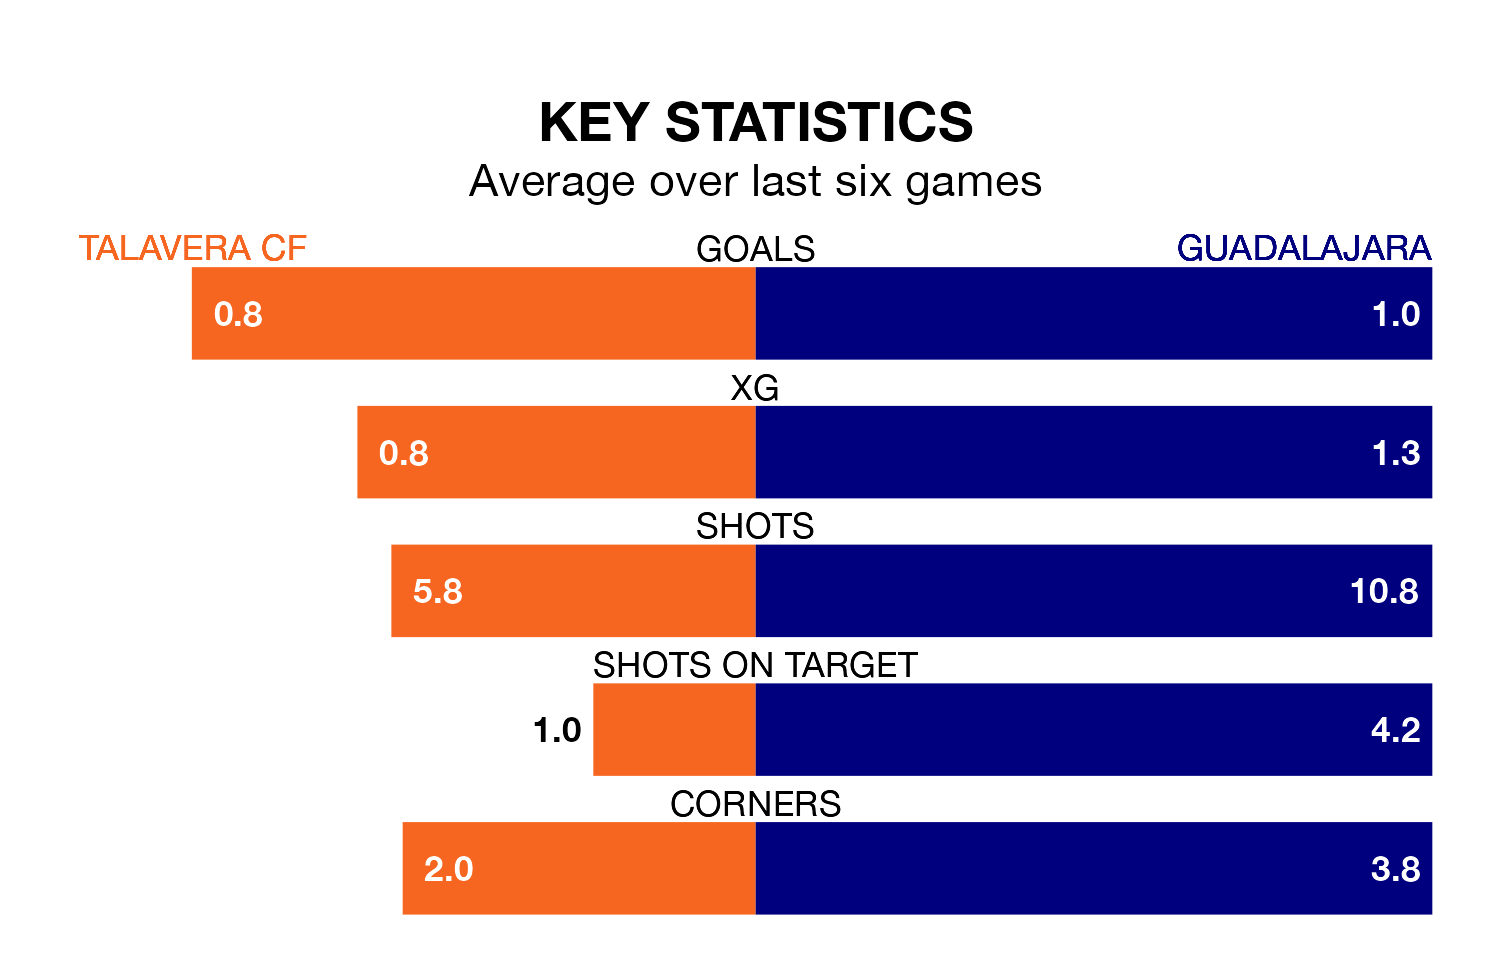 KEY STATISTICS
Average over last six games
TALAVERA CF GOALS GUADALAJARA
0.8 1.0
XG
0.8 1.3
SHOTS
5.8 10.8
SHOTS ON TARGET
1.0 4.2
CORNERS
2.0 3.8